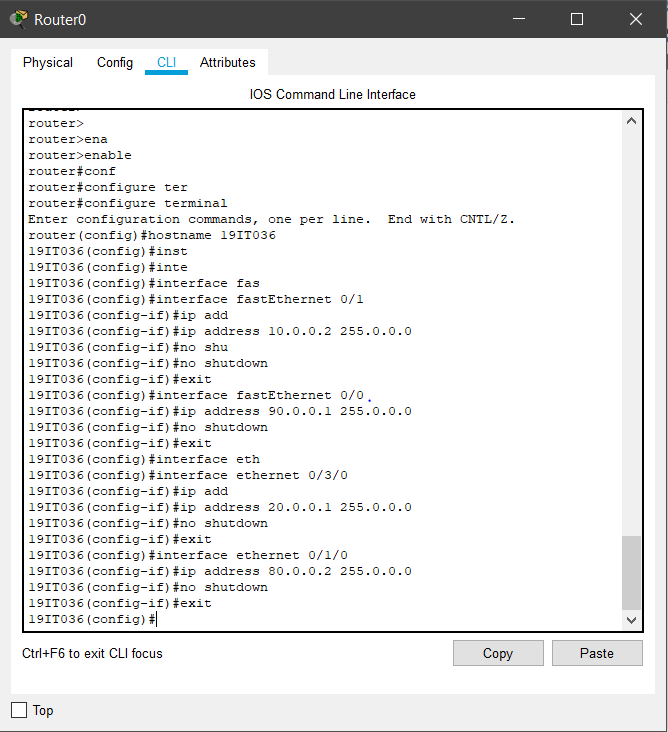 Router0
Physical Config CLI Attributes
IOS Command Line Interface
router>
router>ena
router>enable
router#conf
router#configure ter
router#configure terminal
Enter configuration commands, one per line.  End with CNTL/Z.
router(config)#hostname 19IT036
19IT036(config)#inst
19IT036(config)#inte
19IT036(config)#interface fas
19IT036(config)#interface fastEthernet 0/1
19IT036(config-if)#ip add
19IT036(config-if)#ip address 10.0.0.2 255.0.0.0
19IT036(config-if)#no shu
19IT036(config-if)#no shutdown
19IT036(config-if)#exit
19IT036(config)#interface fastEthernet 0/0
19IT036(config-if)#ip address 90.0.0.1 255.0.0.0
19IT036(config-if)#no shutdown
19IT036(config-if)#exit
19IT036(config)#interface eth
19IT036(config)#interface ethernet 0/3/0
19IT036(config-if)#ip add
19IT036(config-if)#ip address 20.0.0.1 255.0.0.0
19IT036(config-if)#no shutdown
19IT036(config-if)#exit
19IT036(config)#interface ethernet 0/1/0
19IT036(config-if)#ip address 80.0.0.2 255.0.0.0
19IT036(config-if)#no shutdown
19IT036(config-if)#exit
19IT036(config)#
Ctrl+F6 to exit CLI focus Copy Paste
Top